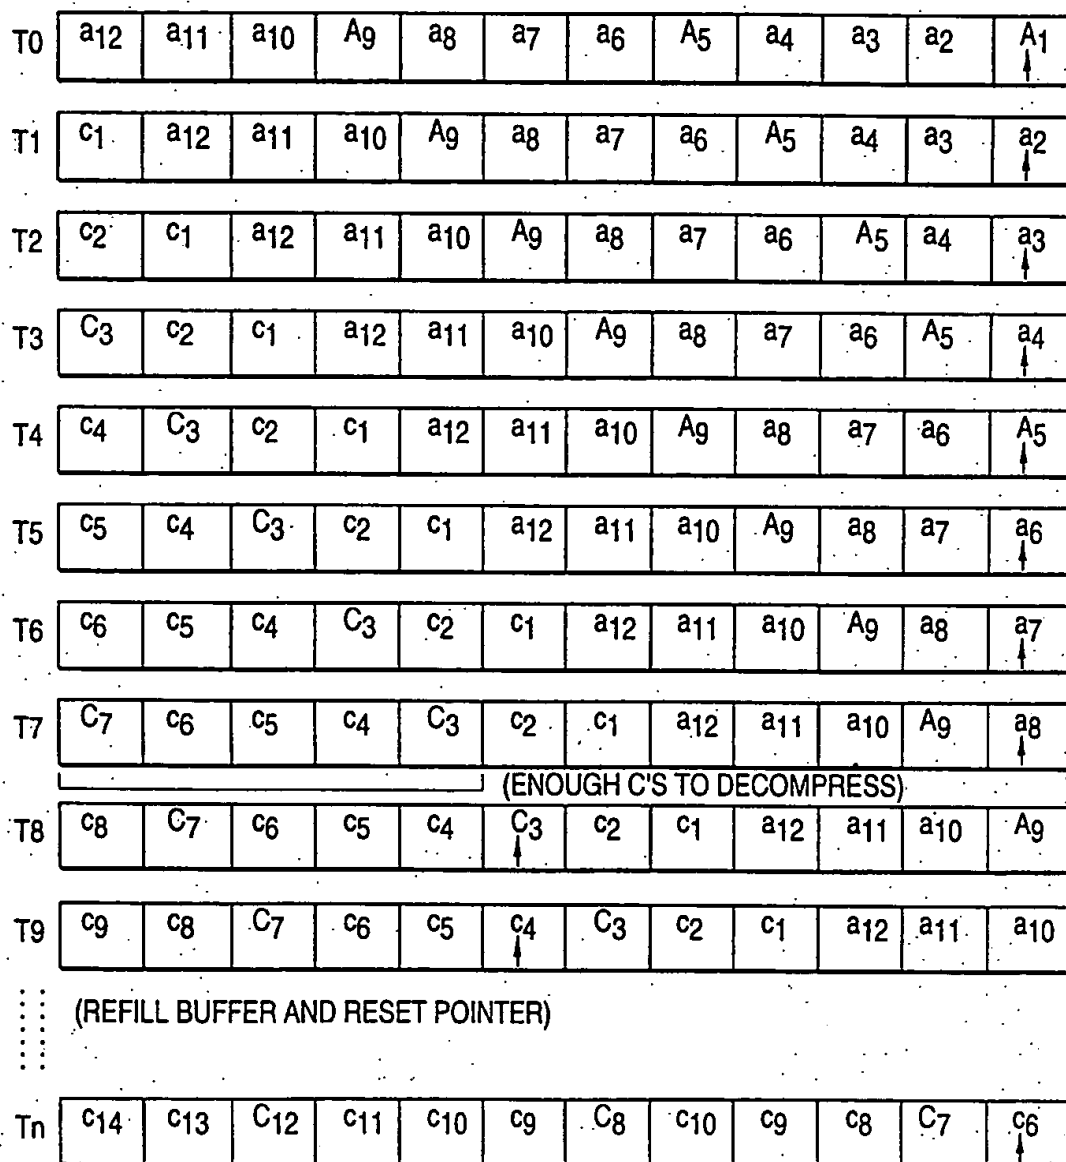 T0 a12 a11 a10 A9 a8 a7 a6 A5 a4 a3 a2 A1
T1 c1 a12 a11 a10 A9 a8 a7 a6 A5 a4 a3 a2
T2 c2 c1 a12 a11 a10 A9 a8 a7 a6 A5 a4 a3
T3 C3 c2 c1 a12 a11 a10 A9 a8 a7 a6 A5 a4
T4 c4 C3 c2 c1 a12 a11 a10 A9 a8 a7 a6 A5
T5 c5 c4 C3 c2 c1 a12 a11 a10 A9 a8 a7 a6
T6 c6 c5 c4 C3 c2 c1 a12 a11 a10 A9 a8 a7
T7 C7 c6 c5 c4 C3 c2 c1 a12 a11 a10 A9 a8
(ENOUGH C'S TO DECOMPRESS)
T8 c8 C7 c6 c5 c4 C3 c2 c1 a12 a11 a10 A9
T9 c9 c8 C7 c6 c5 c4 C3 c2 c1 a12 a11 a10
(REFILL BUFFER AND RESET POINTER)
Tn c14 c13 C12 c11 c10 c9 C8 c10 c9 c8 C7 c6